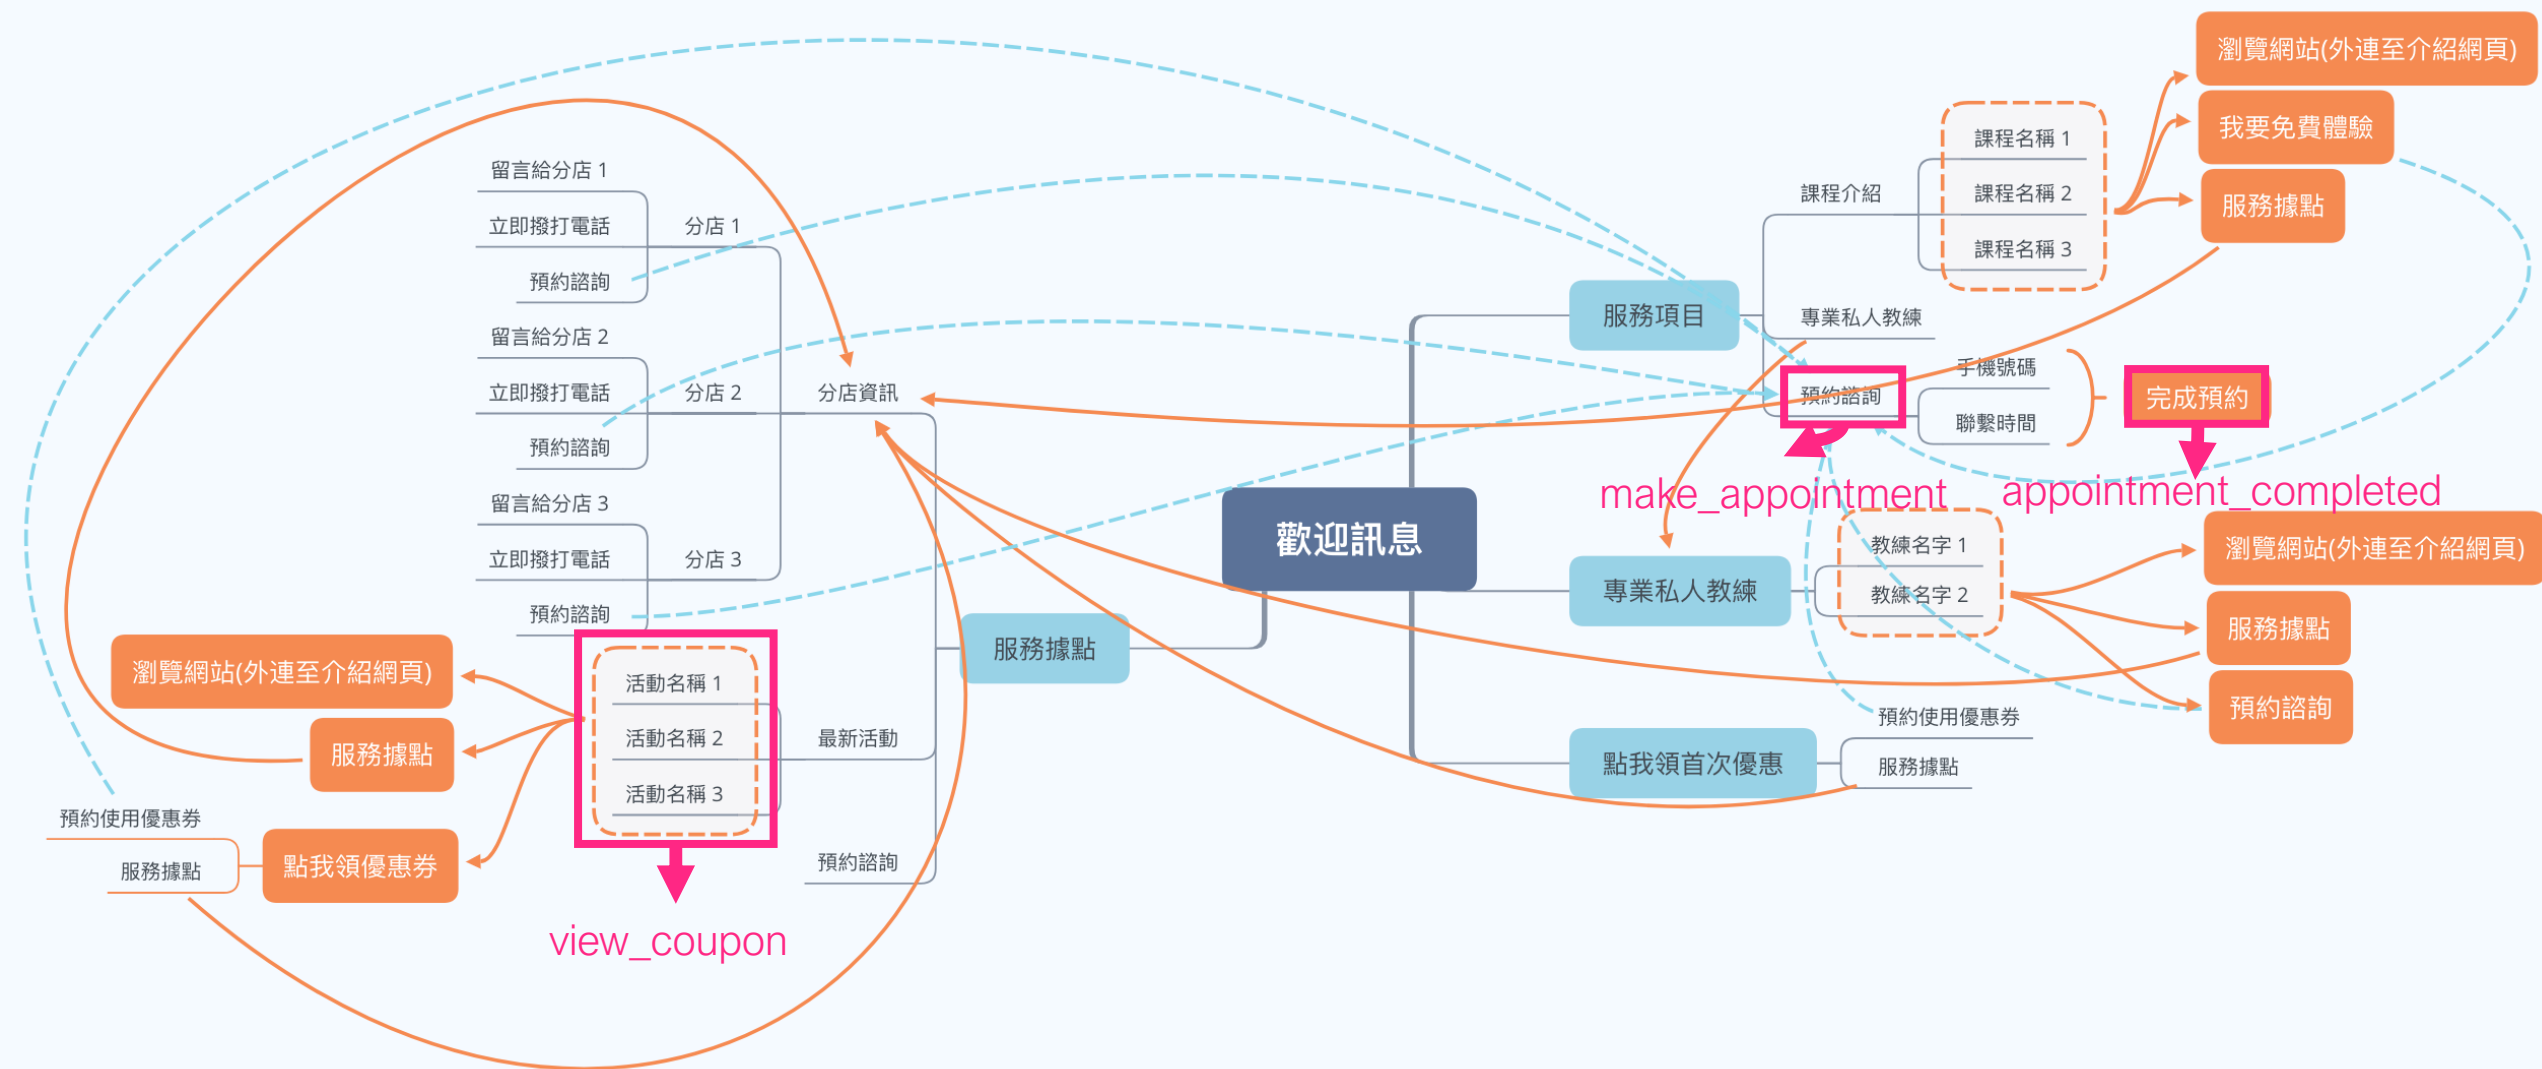 瀏覽網站(外連至介紹網頁)
我要免費體驗
服務據點
課程名稱 1
課程名稱 2
課程名稱 3
課程介紹
服務項目
專業私人教練
預約諮詢
手機號碼
聯繫時間
完成預約
make_appointment
appointment_completed
留言給分店 1
立即撥打電話
預約諮詢
分店 1
留言給分店 2
立即撥打電話
預約諮詢
分店 2
分店資訊
留言給分店 3
立即撥打電話
預約諮詢
分店 3
歡迎訊息
專業私人教練
教練名字 1
教練名字 2
瀏覽網站(外連至介紹網頁)
服務據點
預約諮詢
服務據點
瀏覽網站(外連至介紹網頁)
服務據點
活動名稱 1
活動名稱 2
活動名稱 3
最新活動
預約諮詢
點我領首次優惠
預約使用優惠券
服務據點
預約使用優惠券
服務據點
點我領優惠券
view_coupon